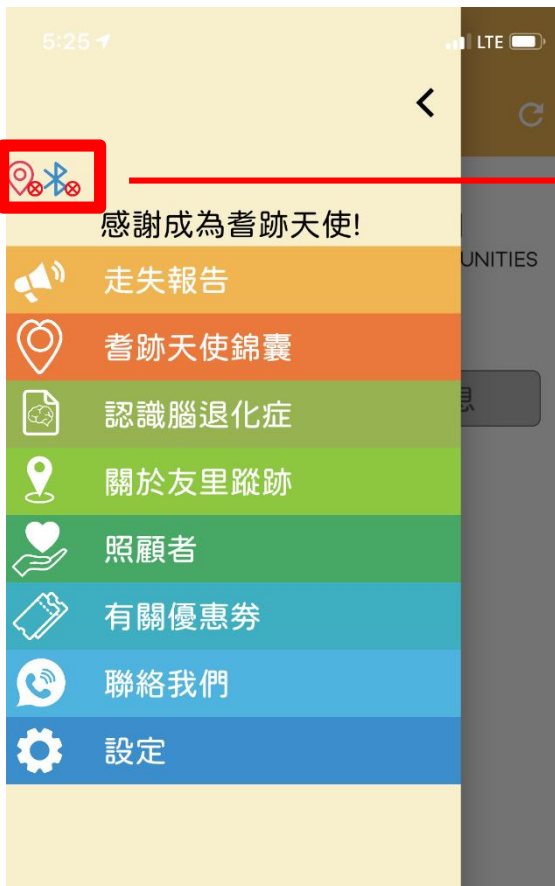 5:25
LTE
感謝成為耆跡天使!
UNITIES
走失報告
耆跡天使錦囊
息
認識腦退化症
關於友里蹤跡
照顧者
有關優惠券
聯絡我們
設定